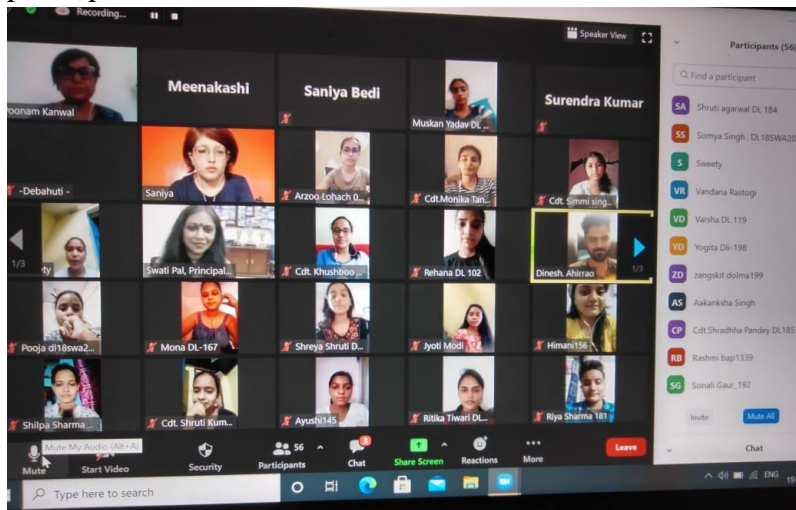 Recording...
Speaker View
Poonam Kanwal
Meenakashi
Saniya Bedi
Muskan Yadav DL ...
Surendra Kumar
-Debahuti -
Saniya
Arzoo Lohach 0...
Cdt.Monika Tan...
Cdt. Simmi sing...
1/3
ety
Swati Pal, Principal...
Cdt. Khushboo ...
Rehana DL 102
Dinesh. Ahirrao
1/3
Pooja dl18swa2...
Mona DL-167
Shreya Shruti D...
Jyoti Modi
Himani156
Shilpa Sharma ...
Cdt. Shruti Kum...
Ayushi145
Ritika Tiwari DL...
Riya Sharma 181
Mute My Audio (Alt+A)
Mute
Start Video
Security
Participants
56
Chat
3
Share Screen
Reactions
More
Leave
Participants (56)
Find a participant
SA Shruti agarwal DL 184
SS Somya Singh , DL18SWA20
S Sweety
VR Vandana Rastogi
VD Varsha DL 119
YD Yogita Dli-198
ZD zangskit dolma199
AS Aakanksha Singh
CP Cdt.Shradhha Pandey DL185
RB Rashmi bap1339
SG Sonali Gaur_192
Invite
Mute All
Chat
Type here to search
ENG